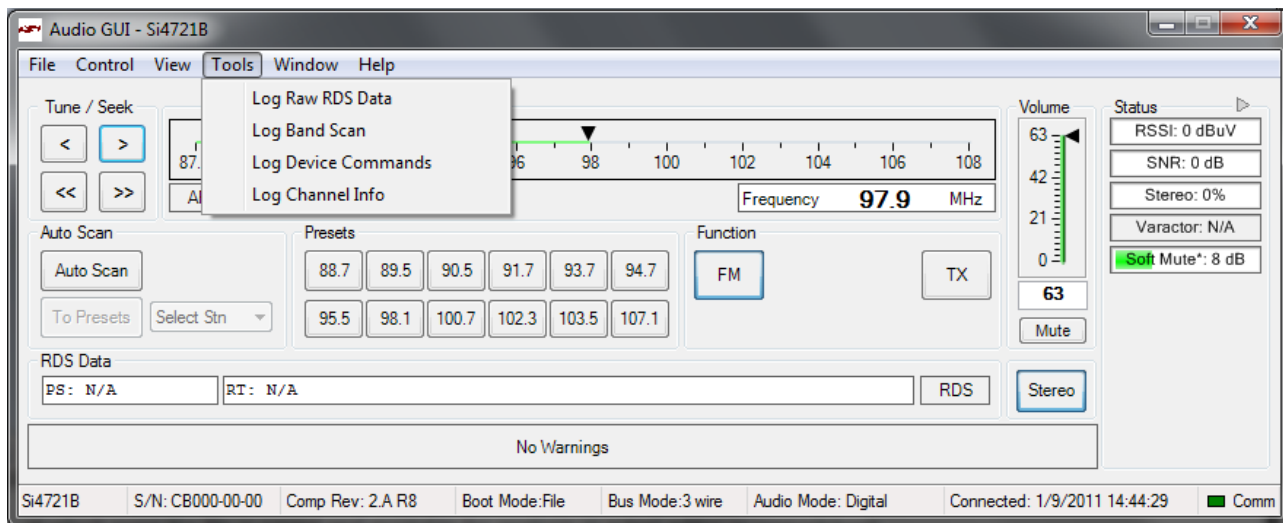 Audio GUI - Si4721B
File Control View Tools Window Help
Log Raw RDS Data
Log Band Scan
Log Device Commands
Log Channel Info
Tune / Seek
< >
<< >>
87. 98 100 102 104 106 108
Frequency 97.9 MHz
Volume
63
42
21
0
63
Mute
Status
RSSI: 0 dBuV
SNR: 0 dB
Stereo: 0%
Varactor: N/A
Soft Mute*: 8 dB
Auto Scan
Auto Scan
To Presets Select Stn
Presets
88.7 89.5 90.5 91.7 93.7 94.7
95.5 98.1 100.7 102.3 103.5 107.1
Function
FM TX
RDS Data
PS: N/A RT: N/A RDS
Stereo
No Warnings
Si4721B S/N: CB000-00-00 Comp Rev: 2.A R8 Boot Mode:File Bus Mode:3 wire Audio Mode: Digital Connected: 1/9/2011 14:44:29 Comm